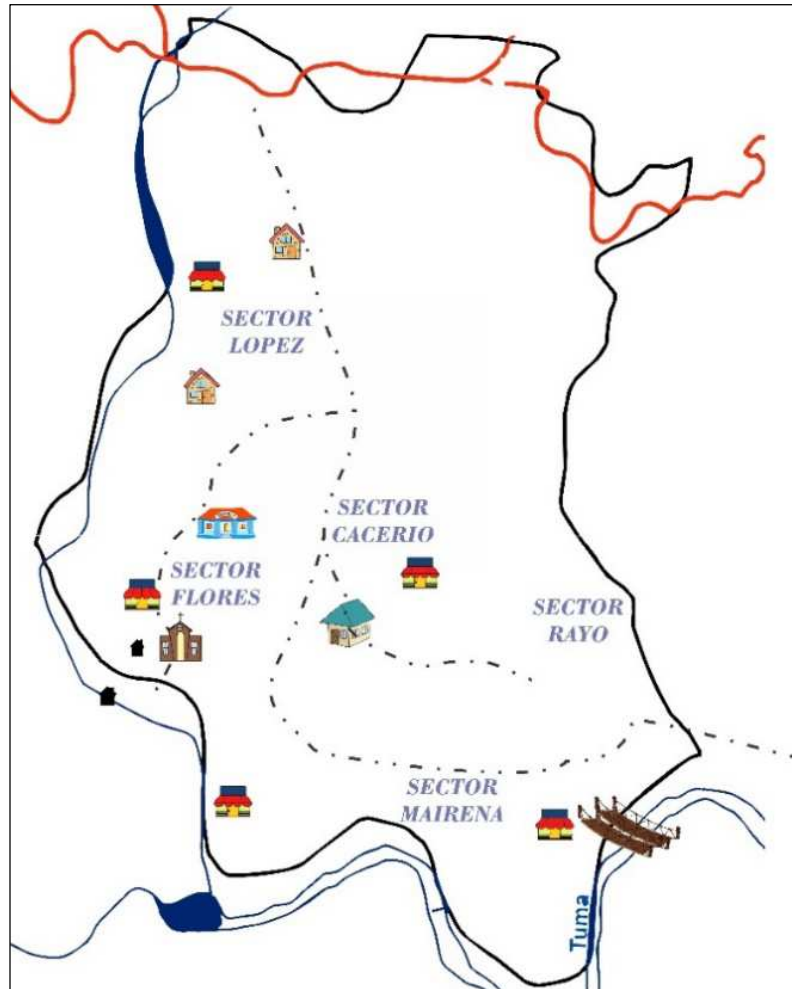 SECTOR
LOPEZ
SECTOR
CACERIO
SECTOR
FLORES
SECTOR
RAYO
SECTOR
MAIRENA
Tuma